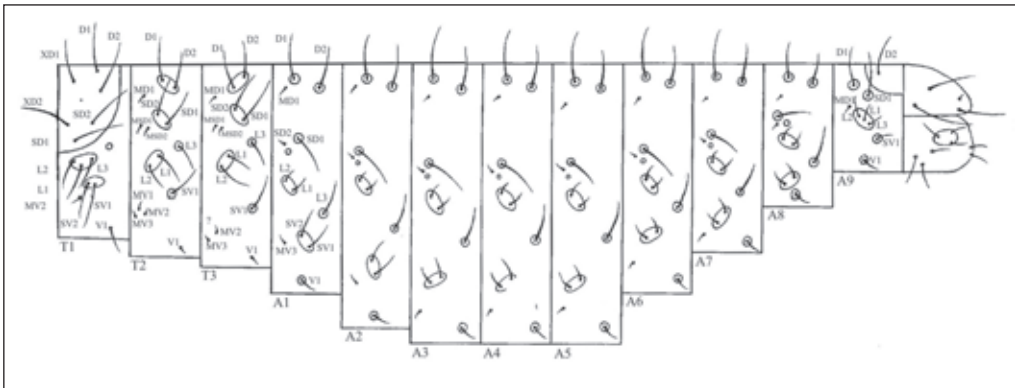 XD1 D1 D2
XD2
SD2
SD1
L2 L3
L1
MV2
SV1
SV2 V1
T1
D1 D2
MD1
SD2 SD1
MSD1
MSD2
L3
L1
L2 SV1
MV1
MV2
MV3
V1
T2
D1 D2
MD1
SD2 SD1
MSD1 MSD2
L3
L1
L2
SV1
?
MV2
MV3
V1
T3
D1 D2
MD1
SD2 SD1
L2
L1
L3
SV2
MV3 SV1
V1
A1
A2
A3
A4
A5
A6
A7
A8
D1 D2
MD1 SD1
L1
L2
L3
SV1
V1
A9